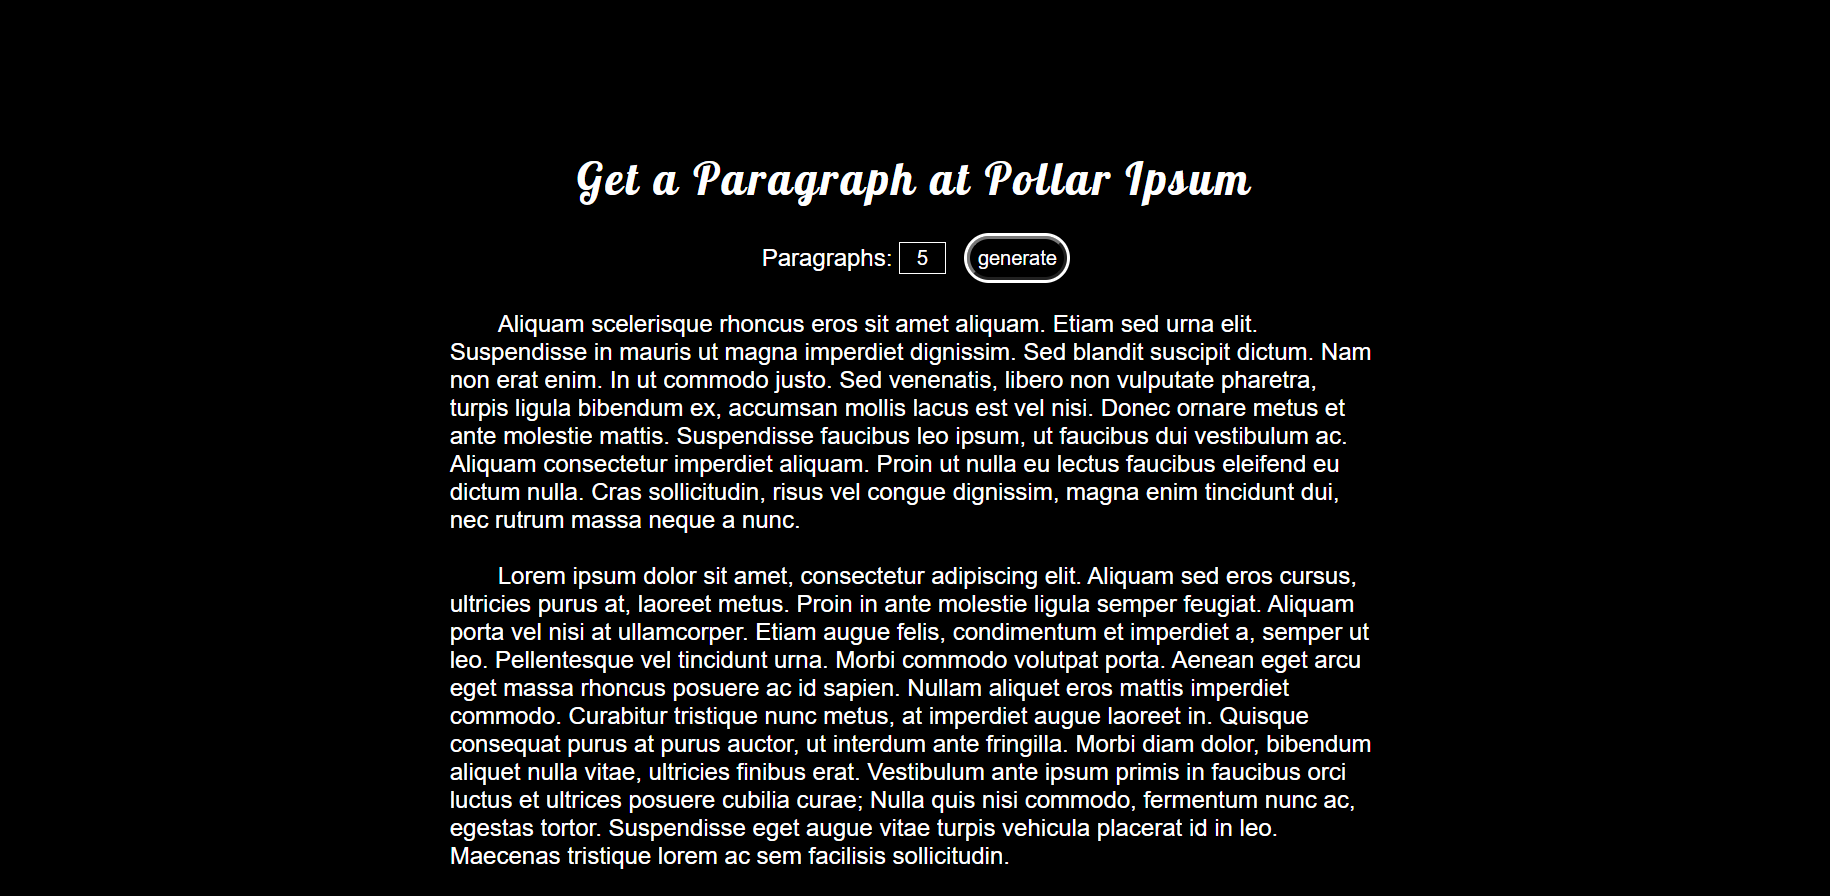 Get a Paragraph at Pollar Ipsum
Paragraphs: 5 generate
Aliquam scelerisque rhoncus eros sit amet aliquam. Etiam sed urna elit.
Suspendisse in mauris ut magna imperdiet dignissim. Sed blandit suscipit dictum. Nam
non erat enim. In ut commodo justo. Sed venenatis, libero non vulputate pharetra,
turpis ligula bibendum ex, accumsan mollis lacus est vel nisi. Donec ornare metus et
ante molestie mattis. Suspendisse faucibus leo ipsum, ut faucibus dui vestibulum ac.
Aliquam consectetur imperdiet aliquam. Proin ut nulla eu lectus faucibus eleifend eu
dictum nulla. Cras sollicitudin, risus vel congue dignissim, magna enim tincidunt dui,
nec rutrum massa neque a nunc.
Lorem ipsum dolor sit amet, consectetur adipiscing elit. Aliquam sed eros cursus,
ultricies purus at, laoreet metus. Proin in ante molestie ligula semper feugiat. Aliquam
porta vel nisi at ullamcorper. Etiam augue felis, condimentum et imperdiet a, semper ut
leo. Pellentesque vel tincidunt urna. Morbi commodo volutpat porta. Aenean eget arcu
eget massa rhoncus posuere ac id sapien. Nullam aliquet eros mattis imperdiet
commodo. Curabitur tristique nunc metus, at imperdiet augue laoreet in. Quisque
consequat purus at purus auctor, ut interdum ante fringilla. Morbi diam dolor, bibendum
aliquet nulla vitae, ultricies finibus erat. Vestibulum ante ipsum primis in faucibus orci
luctus et ultrices posuere cubilia curae; Nulla quis nisi commodo, fermentum nunc ac,
egestas tortor. Suspendisse eget augue vitae turpis vehicula placerat id in leo.
Maecenas tristique lorem ac sem facilisis sollicitudin.